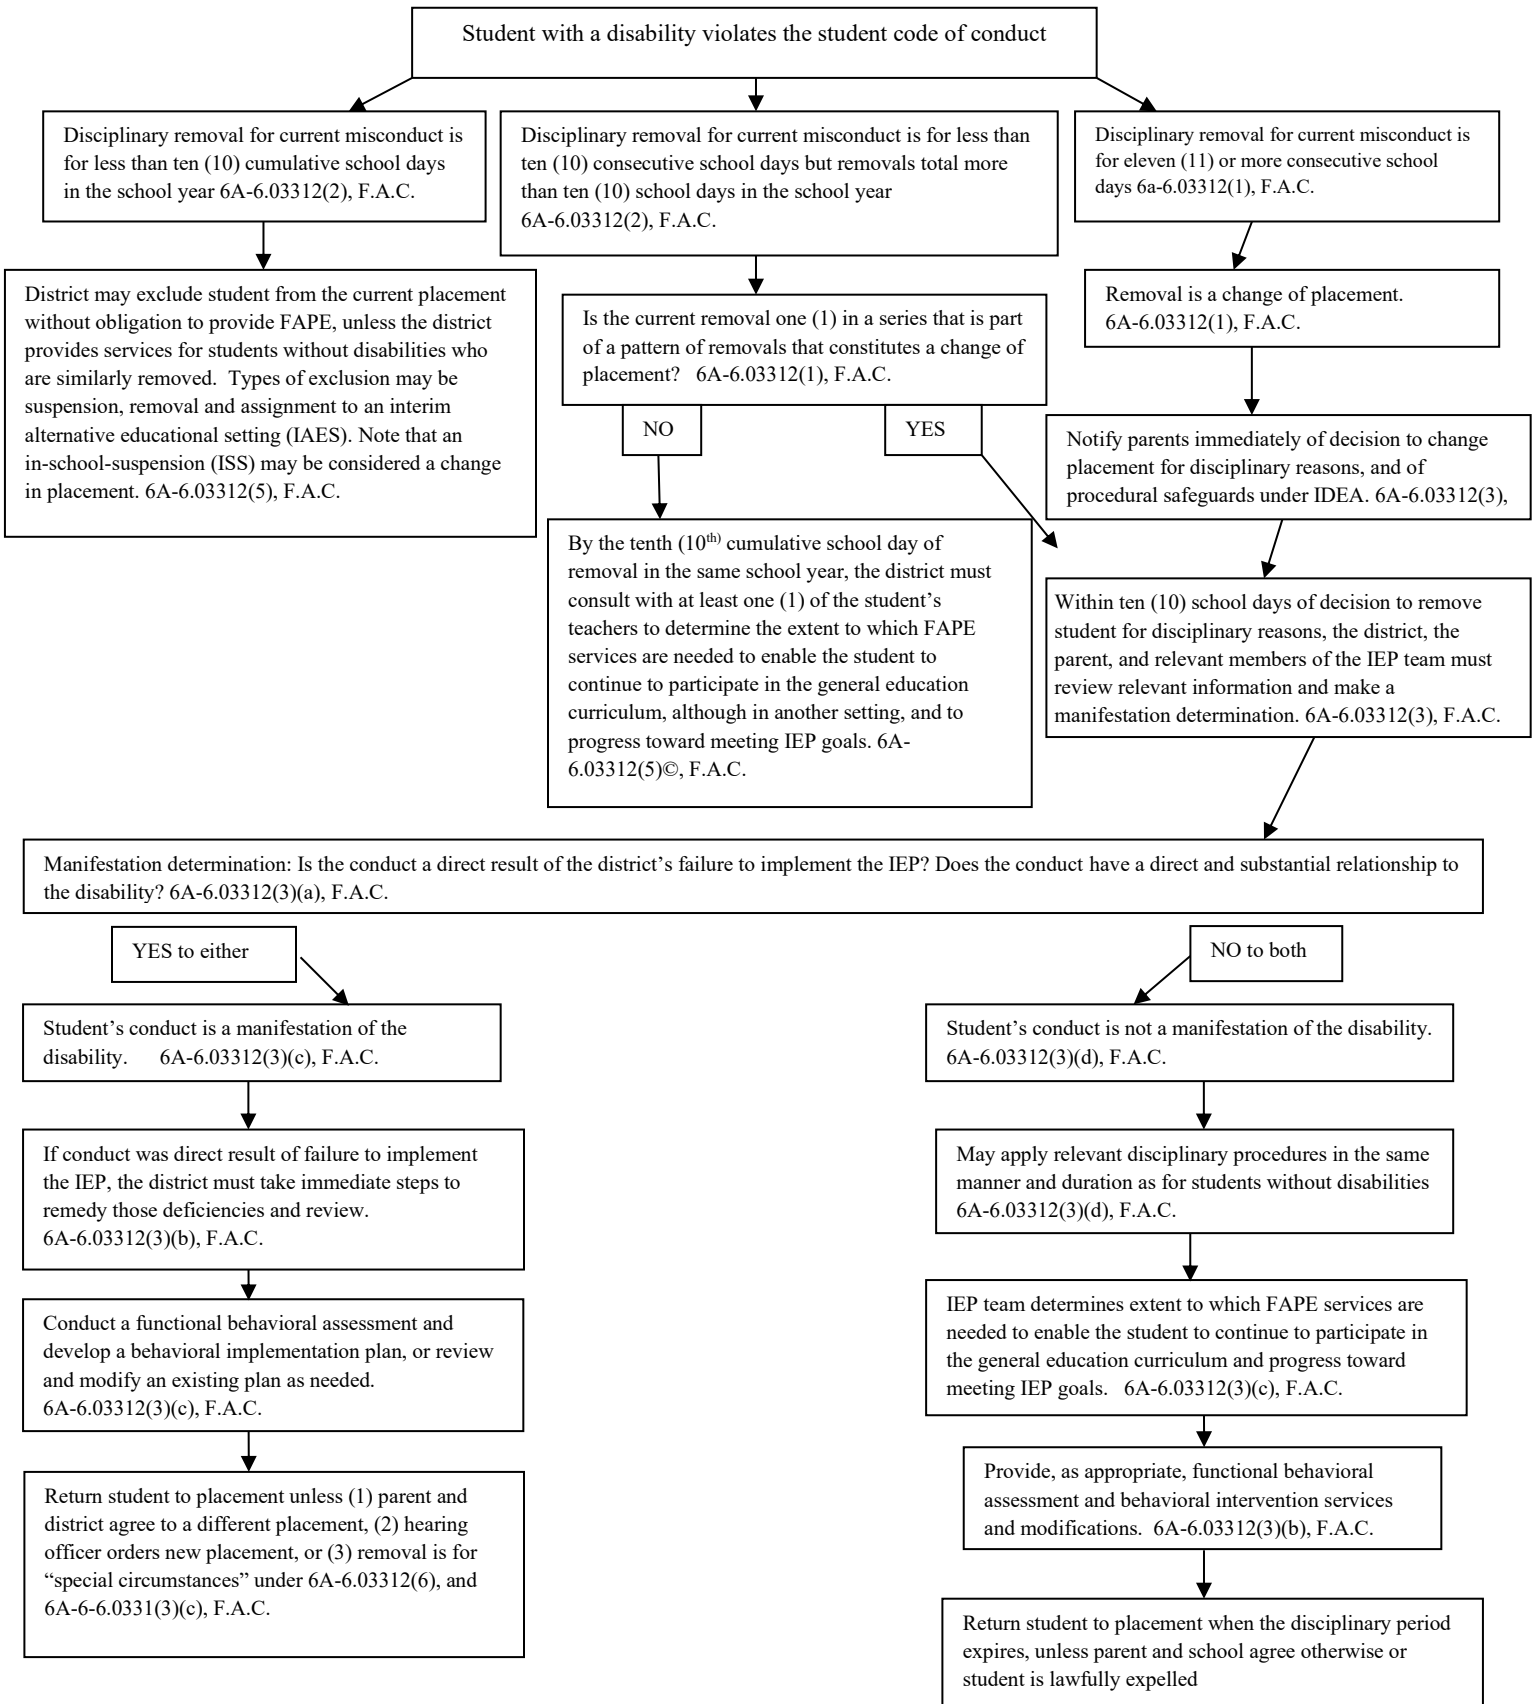 Student with a disability violates the student code of conduct
Disciplinary removal for current misconduct is
for less than ten (10) cumulative school days
in the school year 6A-6.03312(2), F.A.C.
Disciplinary removal for current misconduct is for less than
ten (10) consecutive school days but removals total more
than ten (10) school days in the school year
6A-6.03312(2), F.A.C.
Disciplinary removal for current misconduct is
for eleven (11) or more consecutive school
days 6a-6.03312(1), F.A.C.
District may exclude student from the current placement
without obligation to provide FAPE, unless the district
provides services for students without disabilities who
are similarly removed.  Types of exclusion may be
suspension, removal and assignment to an interim
alternative educational setting (IAES). Note that an
in-school-suspension (ISS) may be considered a change
in placement. 6A-6.03312(5), F.A.C.
Is the current removal one (1) in a series that is part
of a pattern of removals that constitutes a change of
placement?   6A-6.03312(1), F.A.C.
Removal is a change of placement.
6A-6.03312(1), F.A.C.
NO
YES
Notify parents immediately of decision to change
placement for disciplinary reasons, and of
procedural safeguards under IDEA. 6A-6.03312(3),
By the tenth (10th) cumulative school day of
removal in the same school year, the district must
consult with at least one (1) of the student’s
teachers to determine the extent to which FAPE
services are needed to enable the student to
continue to participate in the general education
curriculum, although in another setting, and to
progress toward meeting IEP goals. 6A-
6.03312(5)©, F.A.C.
Within ten (10) school days of decision to remove
student for disciplinary reasons, the district, the
parent, and relevant members of the IEP team must
review relevant information and make a
manifestation determination. 6A-6.03312(3), F.A.C.
Manifestation determination: Is the conduct a direct result of the district’s failure to implement the IEP? Does the conduct have a direct and substantial relationship to
the disability? 6A-6.03312(3)(a), F.A.C.
YES to either
NO to both
Student’s conduct is a manifestation of the
disability.     6A-6.03312(3)(c), F.A.C.
Student’s conduct is not a manifestation of the disability.
6A-6.03312(3)(d), F.A.C.
If conduct was direct result of failure to implement
the IEP, the district must take immediate steps to
remedy those deficiencies and review.
6A-6.03312(3)(b), F.A.C.
May apply relevant disciplinary procedures in the same
manner and duration as for students without disabilities
6A-6.03312(3)(d), F.A.C.
Conduct a functional behavioral assessment and
develop a behavioral implementation plan, or review
and modify an existing plan as needed.
6A-6.03312(3)(c), F.A.C.
IEP team determines extent to which FAPE services are
needed to enable the student to continue to participate in
the general education curriculum and progress toward
meeting IEP goals.   6A-6.03312(3)(c), F.A.C.
Return student to placement unless (1) parent and
district agree to a different placement, (2) hearing
officer orders new placement, or (3) removal is for
“special circumstances” under 6A-6.03312(6), and
6A-6-6.0331(3)(c), F.A.C.
Provide, as appropriate, functional behavioral
assessment and behavioral intervention services
and modifications.  6A-6.03312(3)(b), F.A.C.
Return student to placement when the disciplinary period
expires, unless parent and school agree otherwise or
student is lawfully expelled